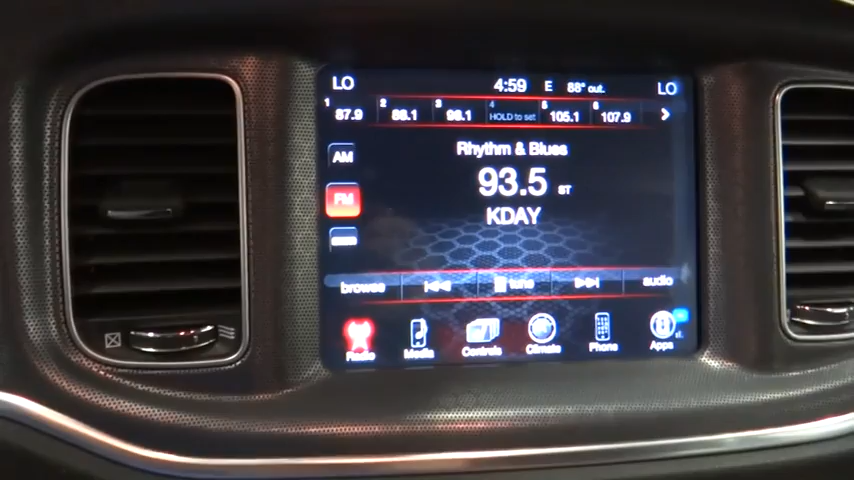 LO 4:59 E 88° out. LO
1 87.9 2 88.1 3 98.1 4 HOLD to set 5 105.1 6 107.9
AM
Rhythm & Blues
FM
93.5 ST
KDAY
browse tune audio
Radio Media Controls Climate Phone Apps